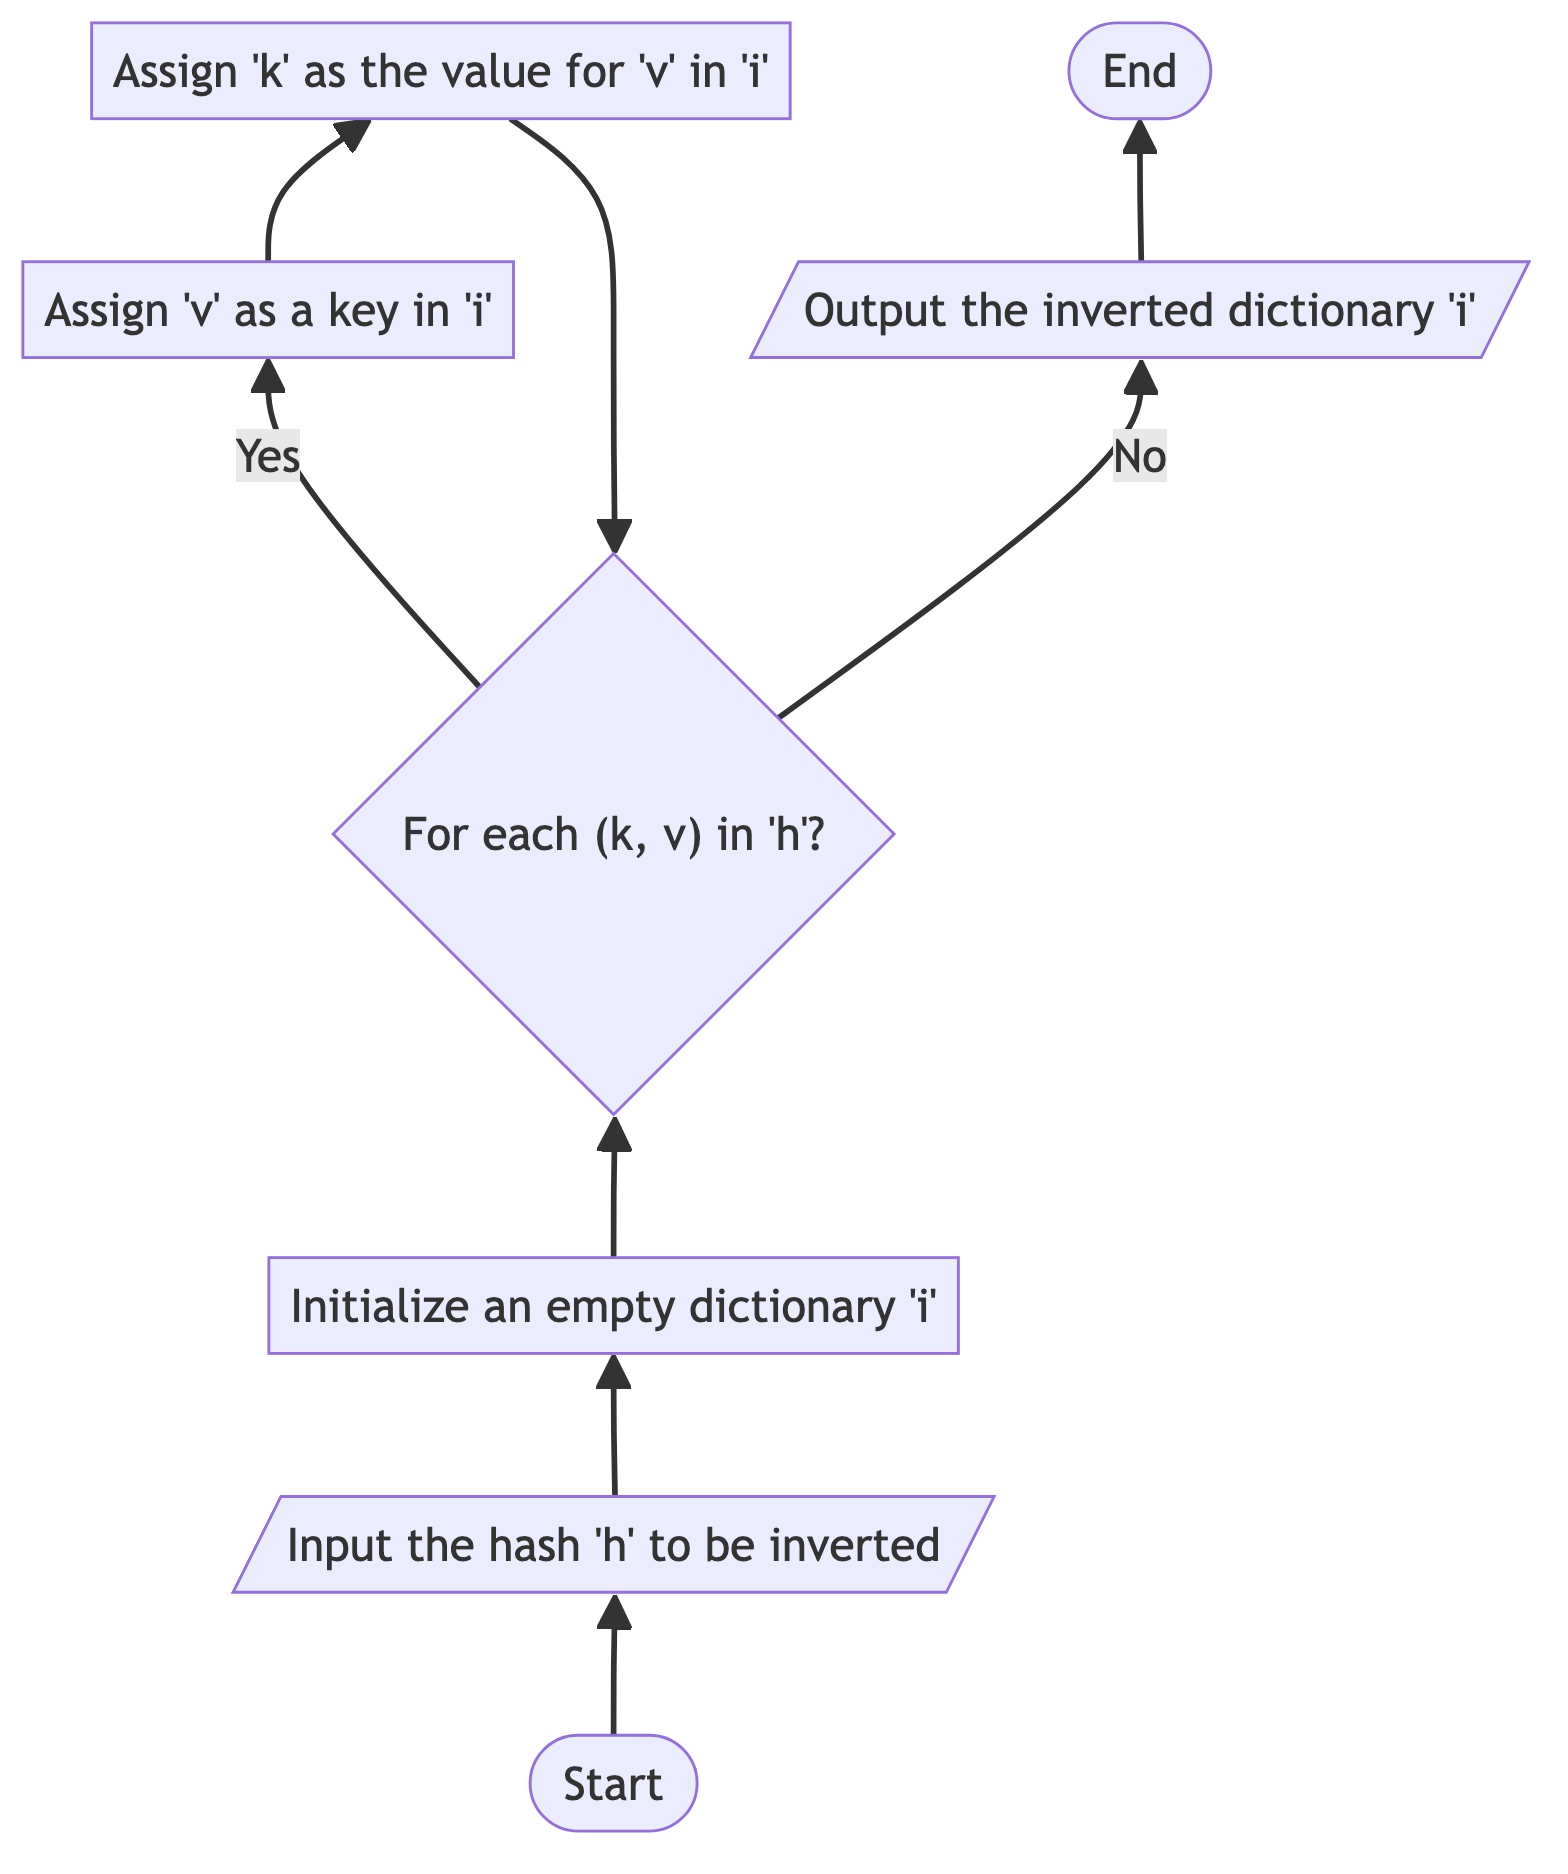 Assign 'k' as the value for 'v' in 'i'
End
Assign 'v' as a key in 'i'
Output the inverted dictionary 'i'
Yes
No
For each (k, v) in 'h'?
Initialize an empty dictionary 'i'
Input the hash 'h' to be inverted
Start